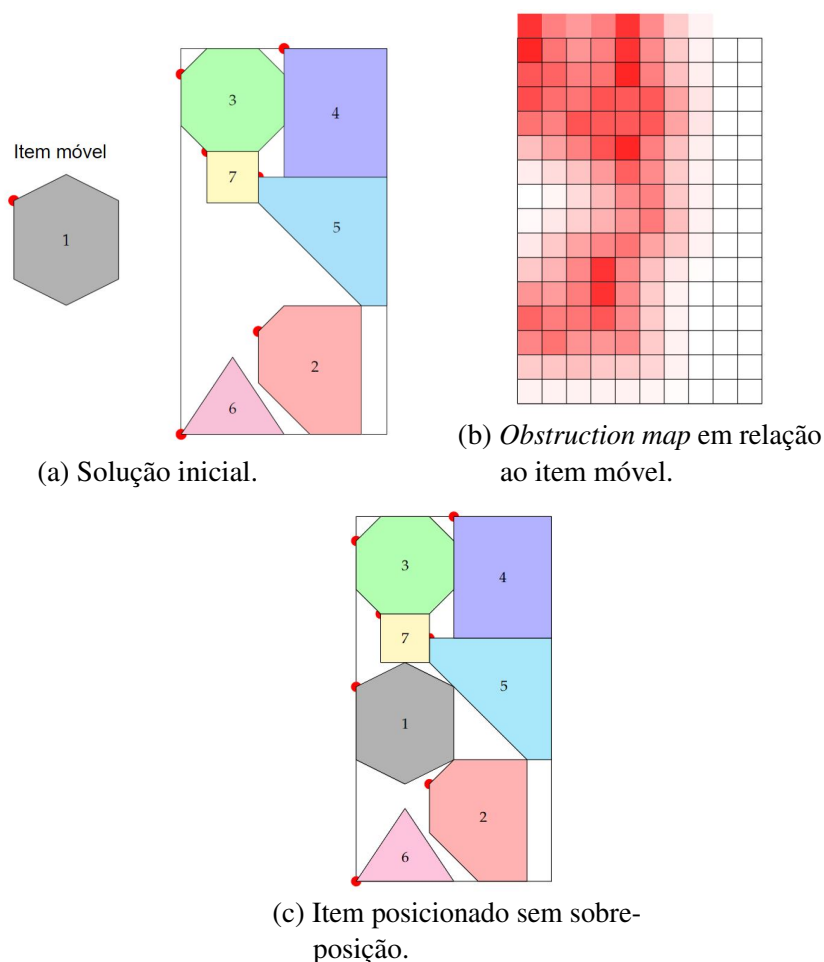 3
4
Item móvel
7
1
5
2
6
(a) Solução inicial.
(b) Obstruction map em relação
ao item móvel.
3
4
7
5
1
2
6
(c) Item posicionado sem sobre-
posição.